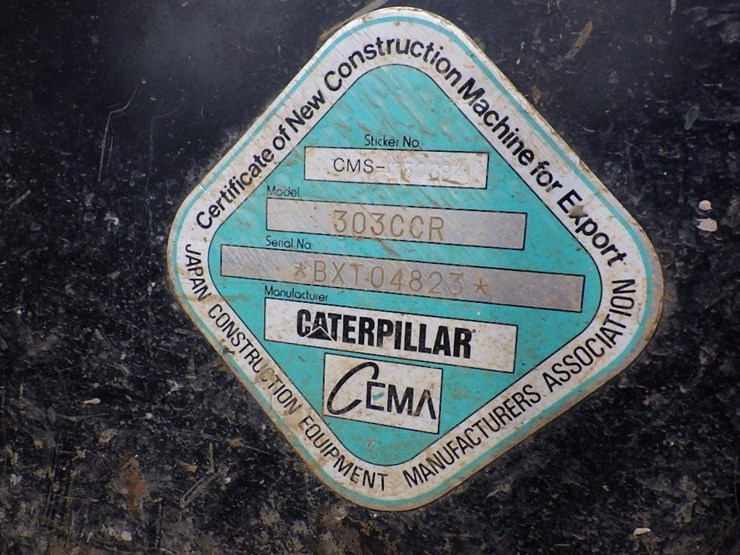 Certificate of New Construction Machine for Export
Sticker No.
CMS-
Model
303CCR
Serial No
*BXT04823*
Manufacturer
CATERPILLAR
CEMA
JAPAN CONSTRUCTION EQUIPMENT MANUFACTURERS ASSOCIATION